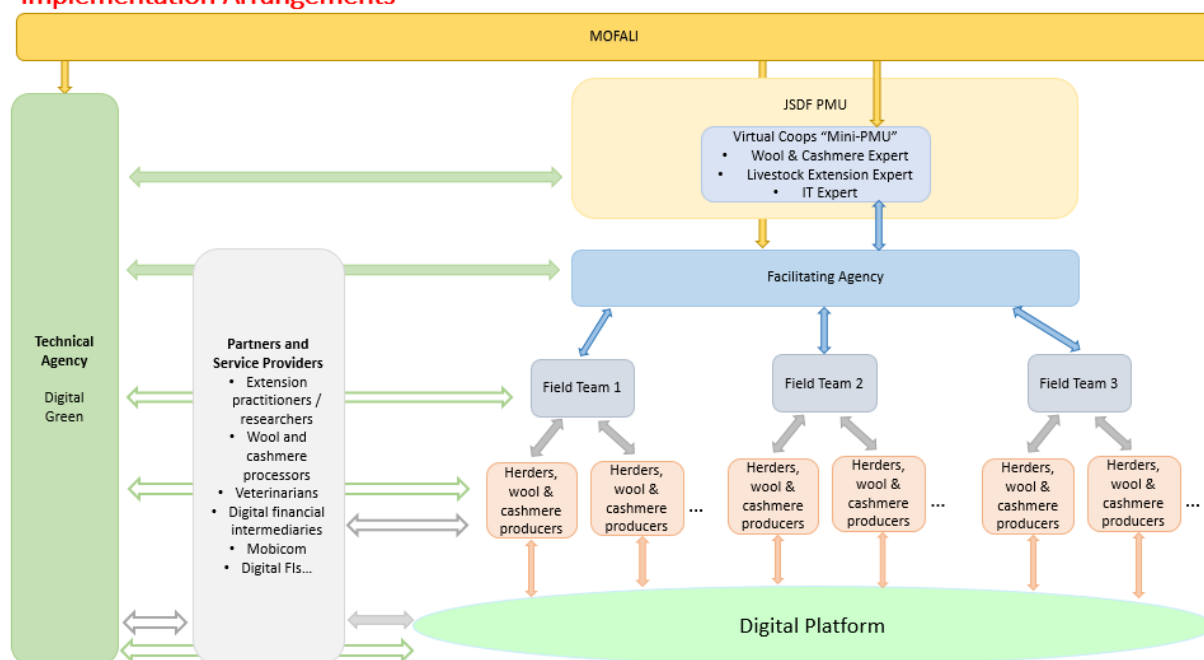 Implementation Arrangements
MOFALI
JSDF PMU
Virtual Coops “Mini-PMU”
• Wool & Cashmere Expert
• Livestock Extension Expert
• IT Expert
Facilitating Agency
Technical
Agency
Digital
Green
Partners and
Service Providers
• Extension
practitioners /
researchers
• Wool and
cashmere
processors
• Veterinarians
• Digital financial
intermediaries
• Mobicom
• Digital FIs...
Field Team 1
Field Team 2
Field Team 3
Herders,
wool &
cashmere
producers
Herders,
wool &
cashmere
producers
...
Herders,
wool &
cashmere
producers
Herders,
wool &
cashmere
producers
...
Herders,
wool &
cashmere
producers
Herders,
wool &
cashmere
producers
...
Digital Platform